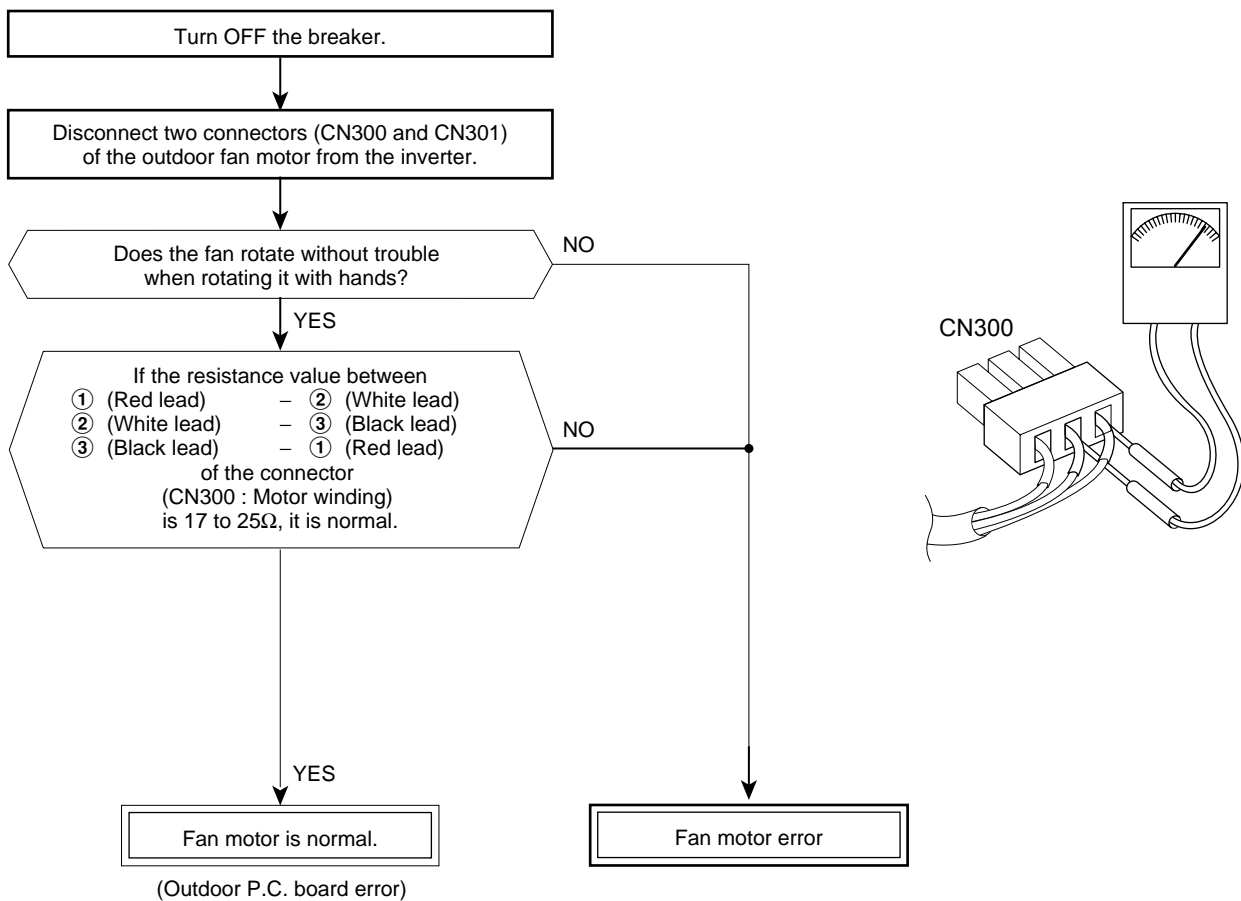 Turn OFF the breaker.
Disconnect two connectors (CN300 and CN301)
of the outdoor fan motor from the inverter.
Does the fan rotate without trouble
when rotating it with hands?
NO
YES
If the resistance value between
① (Red lead) – ② (White lead)
② (White lead) – ③ (Black lead)
③ (Black lead) – ① (Red lead)
of the connector
(CN300 : Motor winding)
is 17 to 25Ω, it is normal.
NO
YES
Fan motor is normal.
(Outdoor P.C. board error)
Fan motor error
CN300